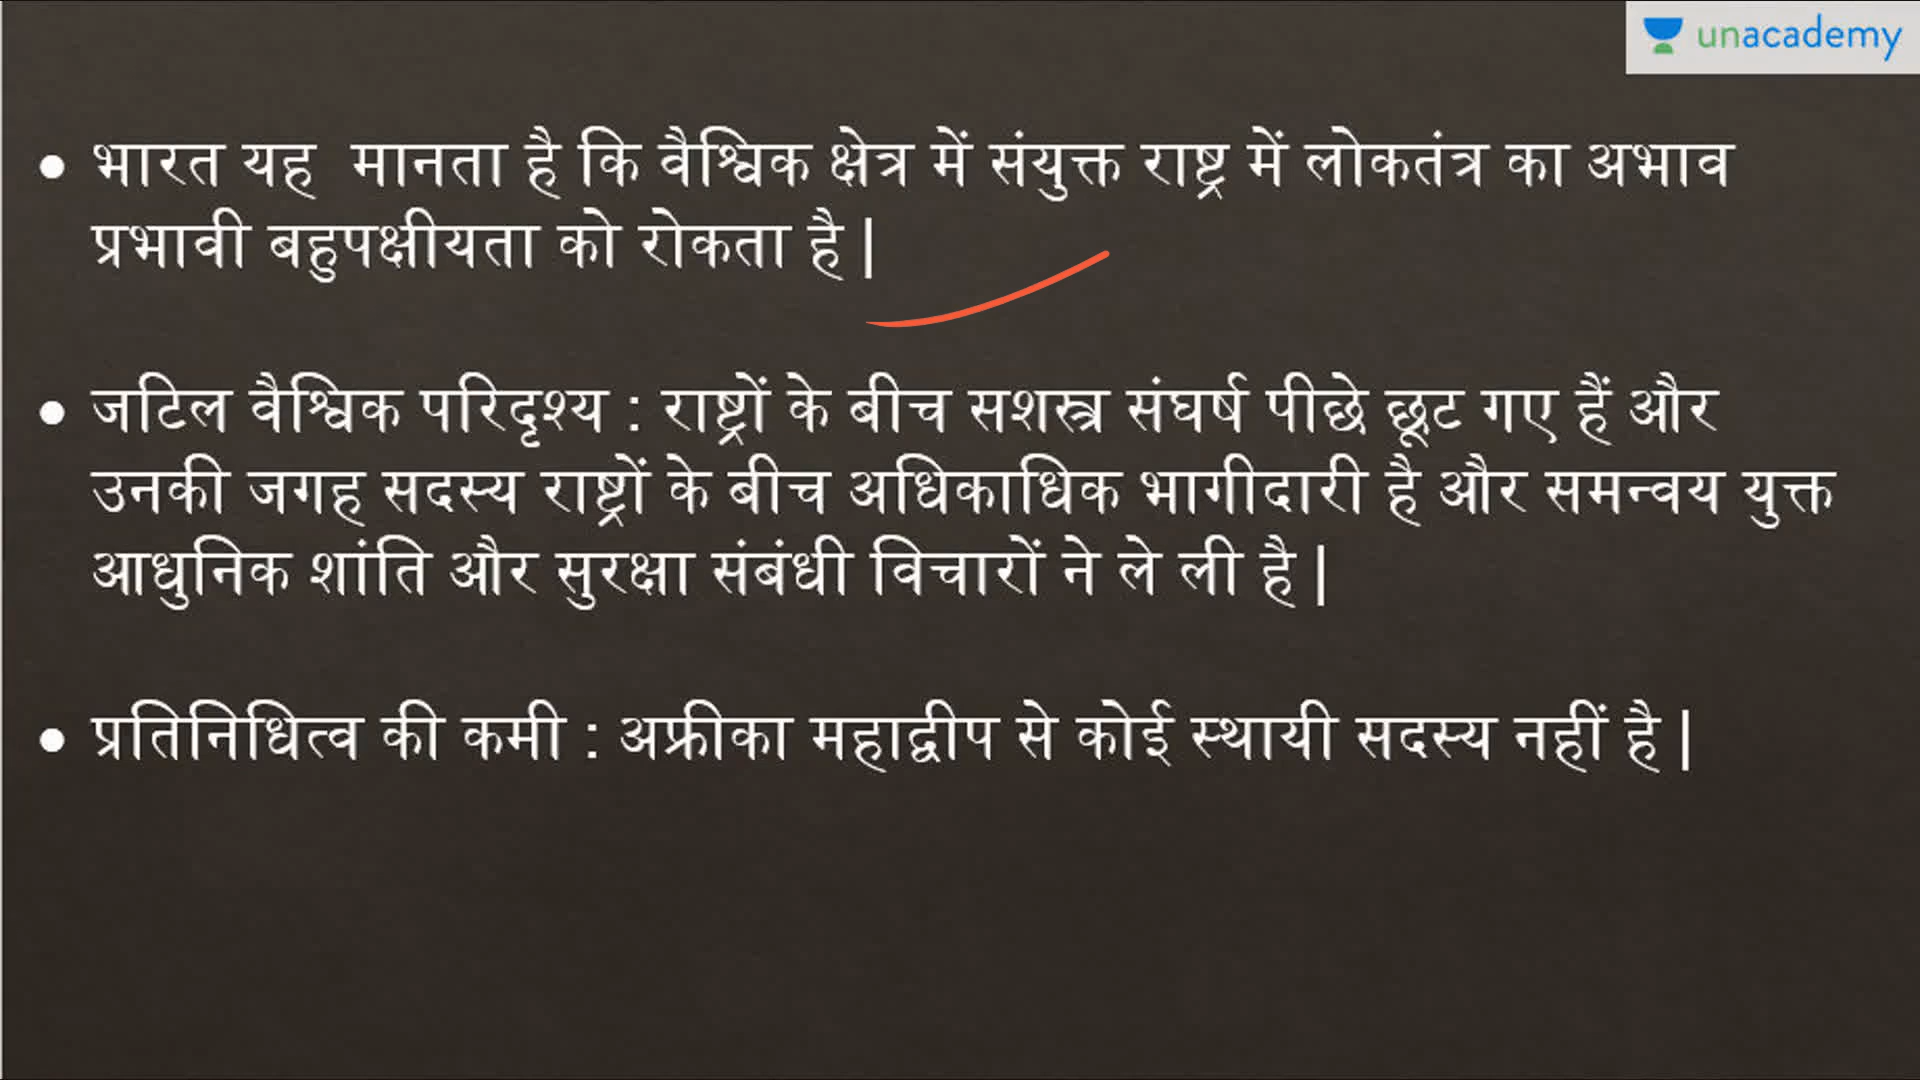 unacademy
• भारत यह मानता है कि वैश्विक क्षेत्र में संयुक्त राष्ट्र में लोकतंत्र का अभाव
प्रभावी बहुपक्षीयता को रोकता है |
• जटिल वैश्विक परिदृश्य : राष्ट्रों के बीच सशस्त्र संघर्ष पीछे छूट गए हैं और
उनकी जगह सदस्य राष्ट्रों के बीच अधिकाधिक भागीदारी है और समन्वय युक्त
आधुनिक शांति और सुरक्षा संबंधी विचारों ने ले ली है |
• प्रतिनिधित्व की कमी : अफ्रीका महाद्वीप से कोई स्थायी सदस्य नहीं है |